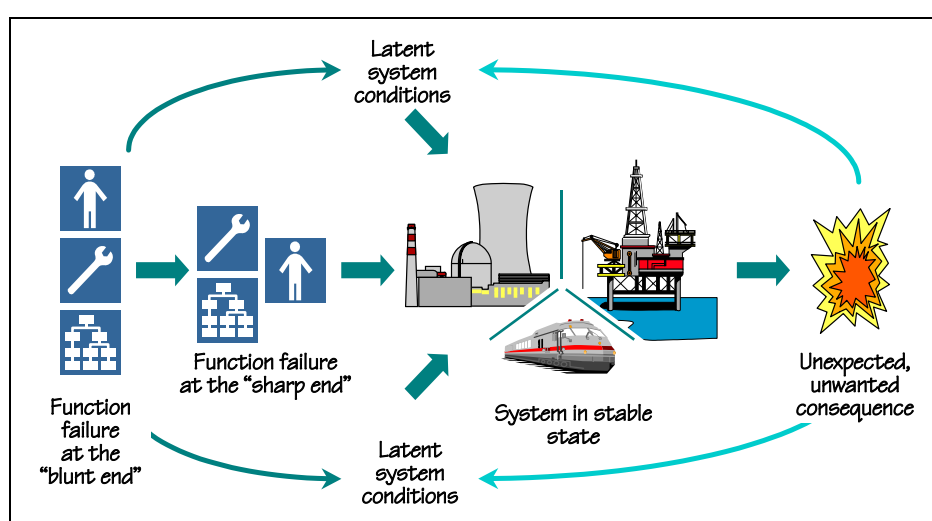 Latent
system
conditions
Function failure
at the “sharp end”
Function
failure
at the
“blunt end”
System in stable
state
Unexpected,
unwanted
consequence
Latent
system
conditions